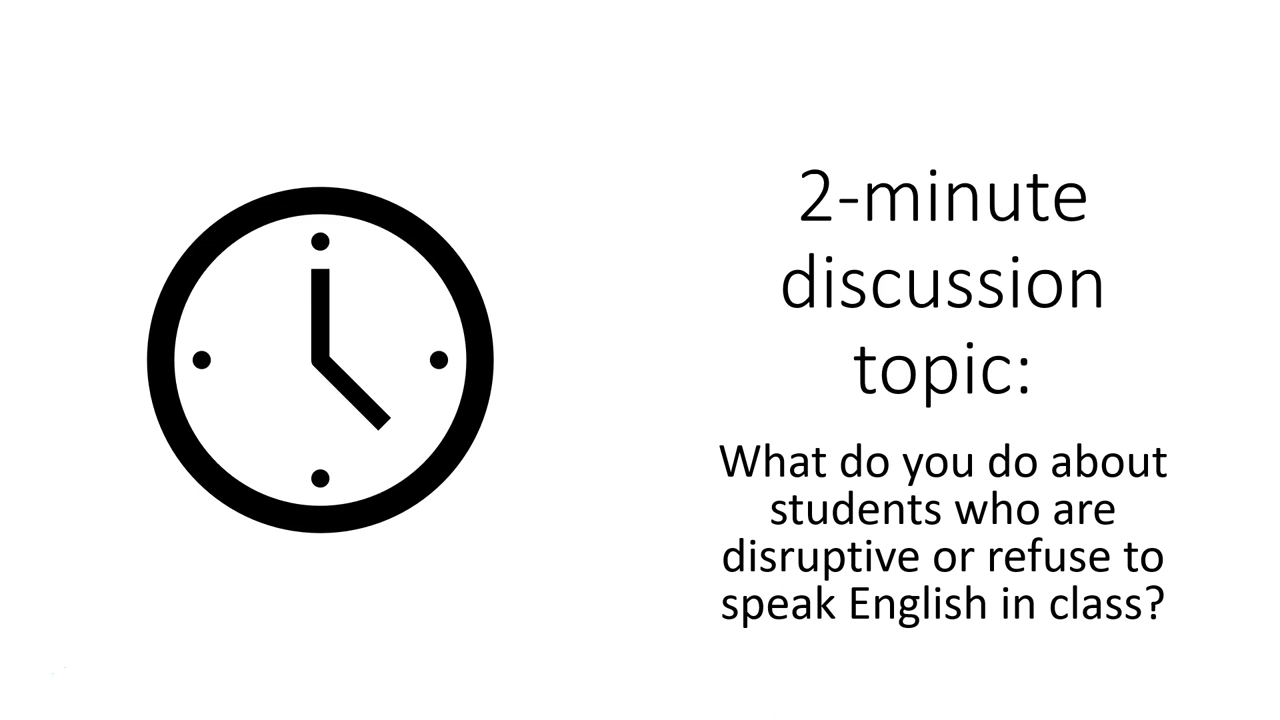 2-minute
discussion
topic:
What do you do about
students who are
disruptive or refuse to
speak English in class?